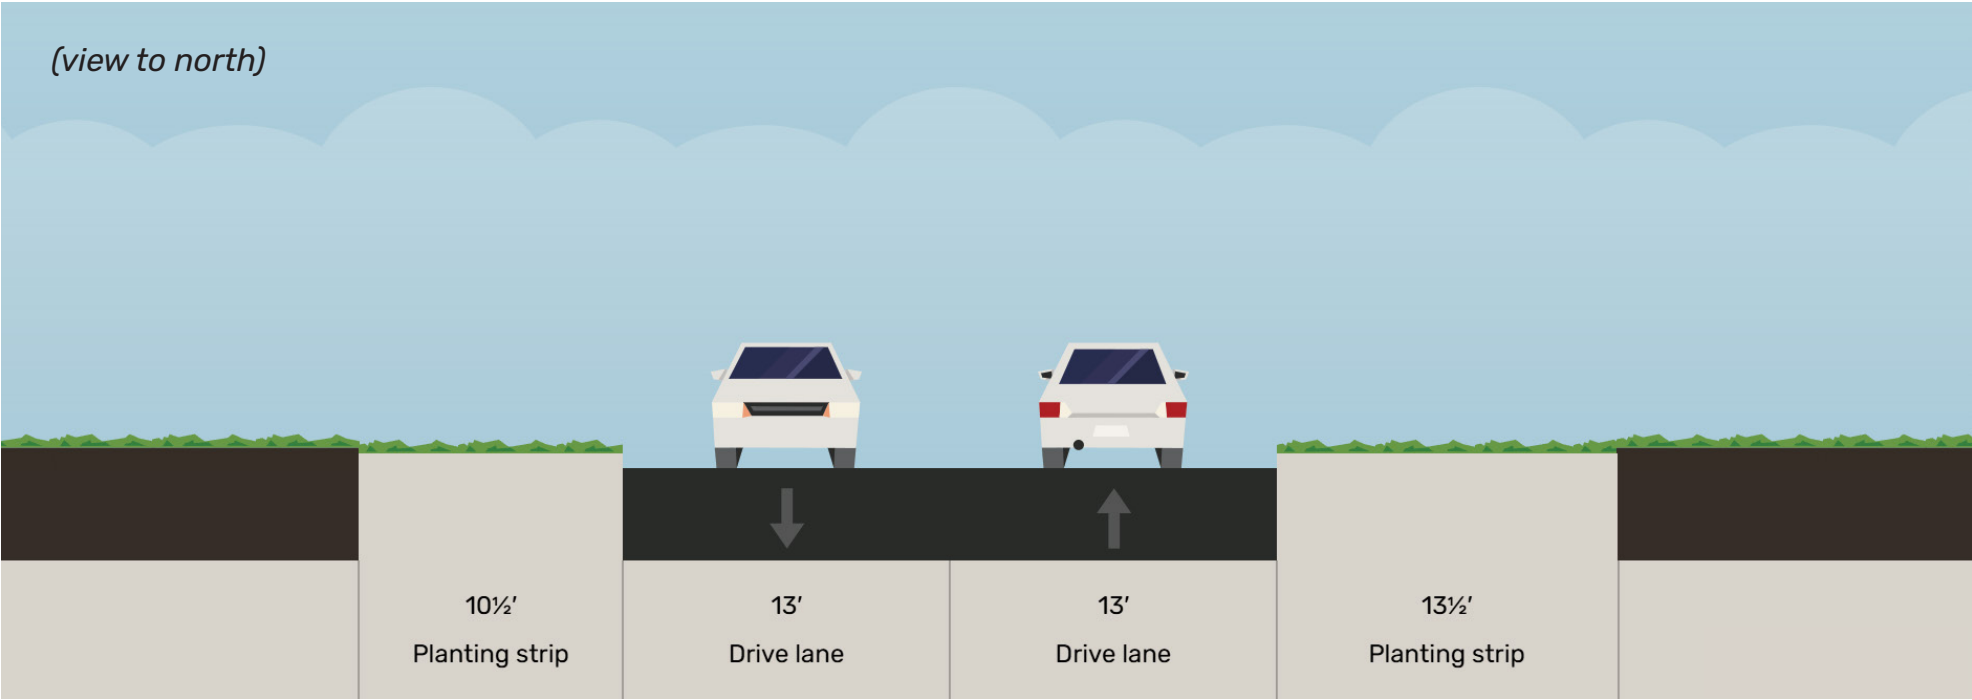 (view to north)
10½′
13′
13′
13½′
Planting strip
Drive lane
Drive lane
Planting strip